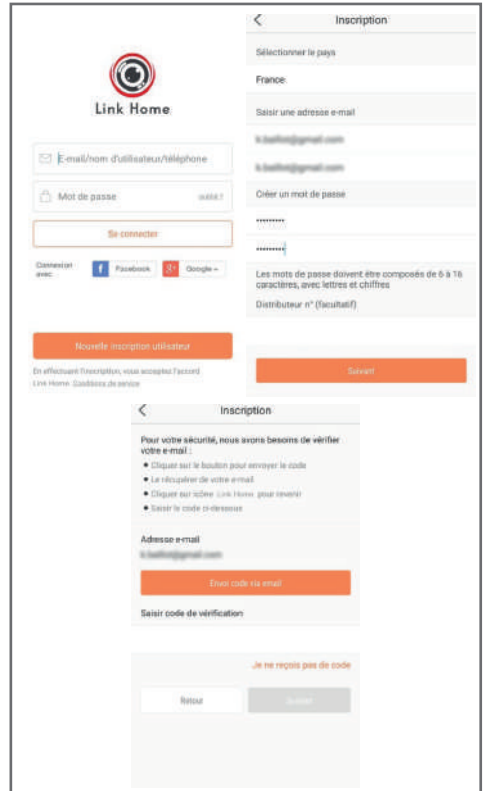 Link Home
E-mail/nom d'utilisateur/téléphone
Mot de passe
Se connecter
Connexion
avec
Facebook
Google +
Nouvelle inscription utilisateur
En effectuant l'inscription, vous acceptez l'accord
Link Home Conditions de service
Inscription
Sélectionner le pays
France
Saisir une adresse e-mail
Créer un mot de passe
Les mots de passe doivent être composés de 6 à 16
caractères, avec lettres et chiffres
Distributeur n° (facultatif)
Suivant
Inscription
Pour votre sécurité, nous avons besoins de vérifier
votre e-mail :
Cliquer sur le bouton pour envoyer le code
Le récupérer de votre e-mail
Cliquer sur icône Link Home pour revenir
Saisir le code ci-dessous
Adresse e-mail
Envoi code via email
Saisir code de vérification
Je ne reçois pas de code
Retour